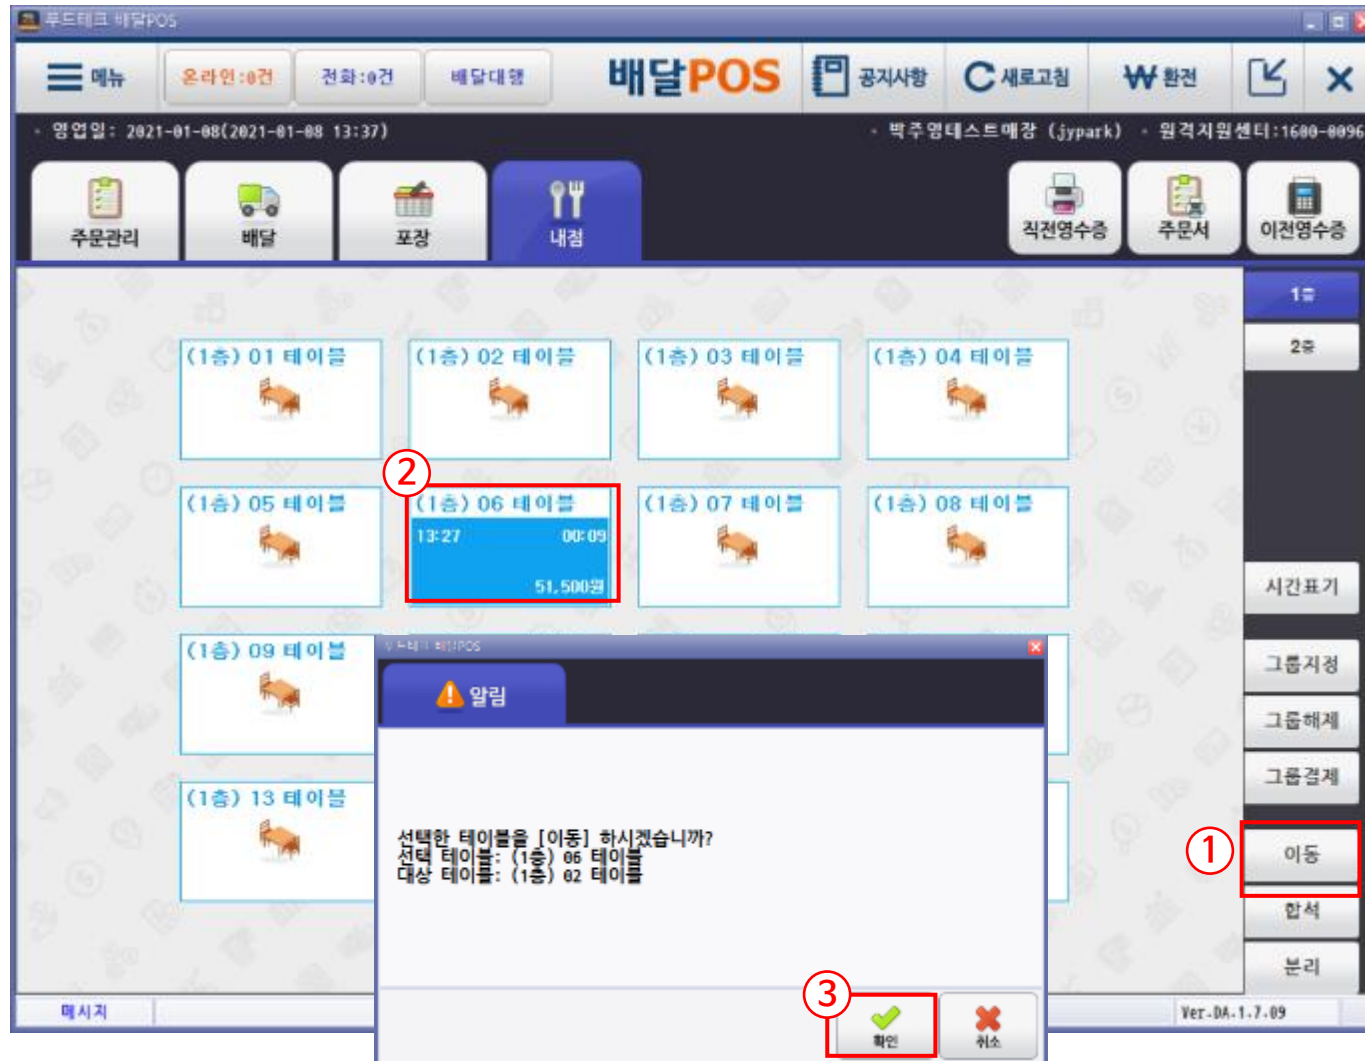 푸드테크 배달POS
메뉴
온라인:0건
전화:0건
배달대행
배달POS
공지사항
새로고침
환전
영업일: 2021-01-08(2021-01-08 13:37)
박주영테스트매장 (jypark)
원격지원센터:1600-0096
주문관리
배달
포장
내점
직전영수증
주문서
이전영수증
1층
2층
(1층) 01 테이블
(1층) 02 테이블
(1층) 03 테이블
(1층) 04 테이블
②
(1층) 05 테이블
(1층) 06 테이블
13:27 00:09
51,500원
(1층) 07 테이블
(1층) 08 테이블
시간표기
(1층) 09 테이블
그룹지정
그룹해제
그룹결제
(1층) 13 테이블
푸드테크 배달POS
알림
선택한 테이블을 [이동] 하시겠습니까?
선택 테이블: (1층) 06 테이블
대상 테이블: (1층) 02 테이블
①
이동
합석
분리
③
확인
취소
메시지
Ver.DA.1.7.09